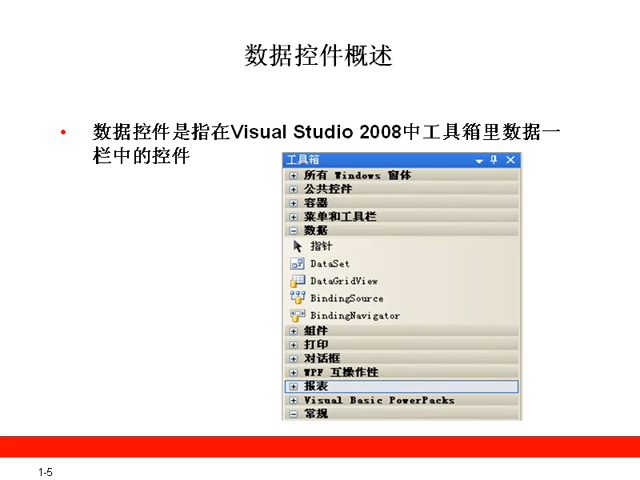 数据控件概述
• 数据控件是指在Visual Studio 2008中工具箱里数据一
栏中的控件
工具箱
所有 Windows 窗体
公共控件
容器
菜单和工具栏
数据
指针
DataSet
DataGridView
BindingSource
BindingNavigator
组件
打印
对话框
WPF 互操作性
报表
Visual Basic PowerPacks
常规
1-5